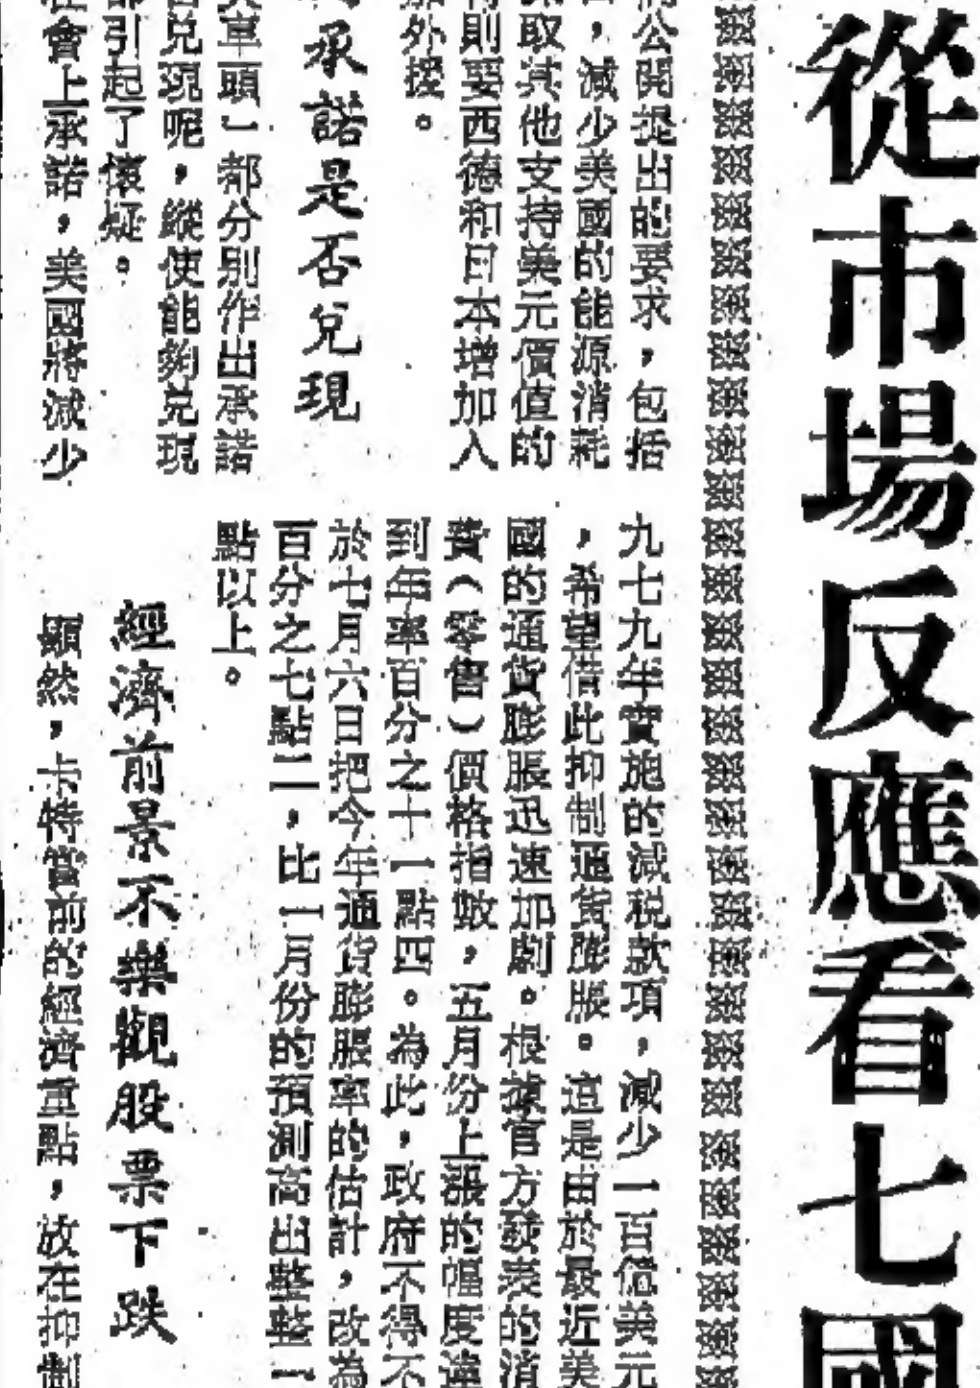 從市場反應看七國
公開提出的要求，包括
，減少美國的能源消耗
取其他支持美元價值的
則要西德和日本增加入
外援。
承諾是否兌現
車頭」都分別作出承諾
兌現呢，縱使能夠兌現
引起了懷疑。
會上承諾，美國將減少
九七九年實施的減税款項，減少一百億美元
，希望借此抑制通貨膨脹。這是由於最近美
國的通貨膨脹迅速加劇。根據官方發表的消
費（零售）價格指數，五月份上漲的幅度達
到年率百分之十一點四。為此，政府不得不
於七月六日把今年通貨膨脹率的估計，改為
百分之七點二，比一月份的預測高出整整一
點以上。
經濟前景不樂觀股票下跌
顯然，卡特當前的經濟重點，放在抑制